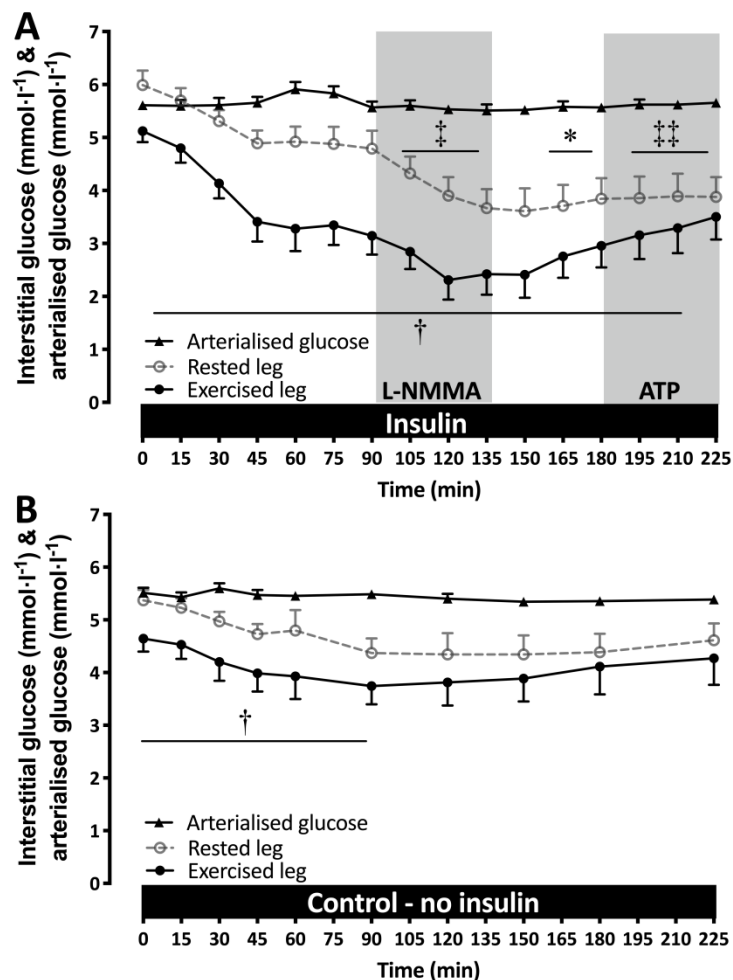 A
Interstitial glucose (mmol·l⁻¹) &
arterialised glucose (mmol·l⁻¹)
7
6
5
4
3
2
1
0
‡
*
‡‡
†
Arterialised glucose
Rested leg
Exercised leg
L-NMMA
ATP
Insulin
0 15 30 45 60 75 90 105 120 135 150 165 180 195 210 225
Time (min)
B
Interstitial glucose (mmol·l⁻¹) &
arterialised glucose (mmol·l⁻¹)
7
6
5
4
3
2
1
0
†
Arterialised glucose
Rested leg
Exercised leg
Control - no insulin
0 15 30 45 60 75 90 105 120 135 150 165 180 195 210 225
Time (min)